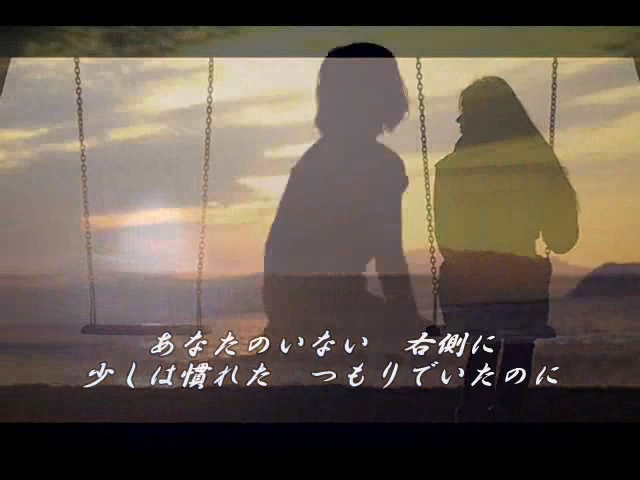 あなたのいない　右側に
少しは慣れた　つもりでいたのに